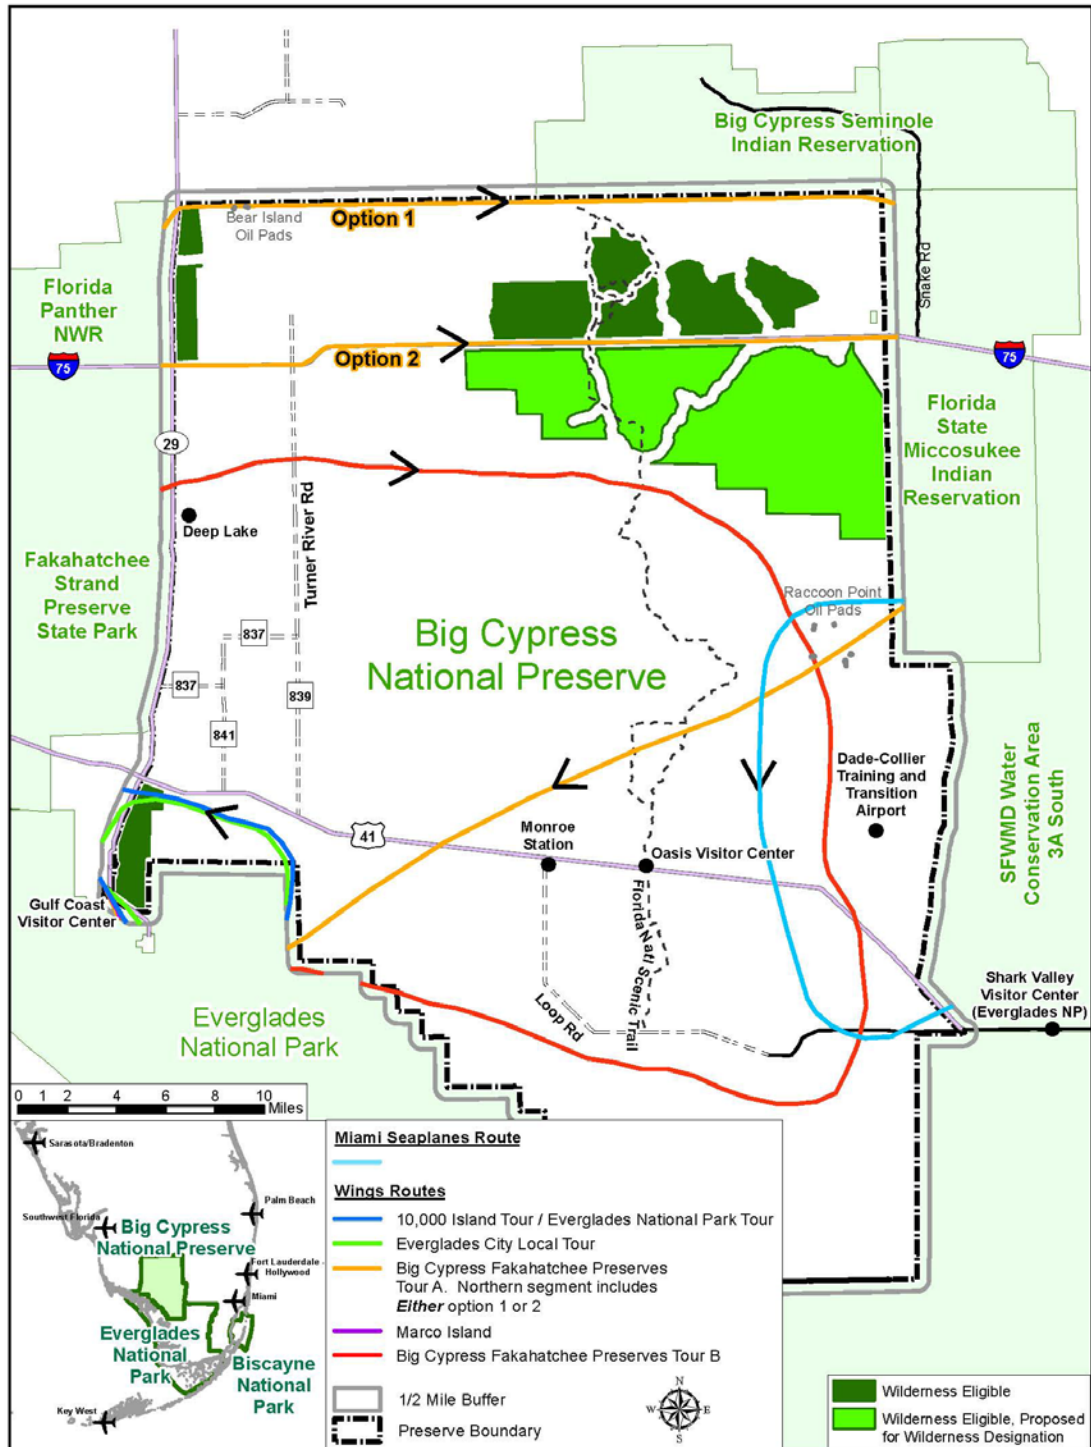 Big Cypress Seminole
Indian Reservation
Bear Island
Oil Pads
Option 1
Snake Rd
Florida
Panther
NWR
75
Option 2
75
Florida
State
Miccosukee
Indian
Reservation
29
Turner River Rd
Deep Lake
Fakahatchee
Strand
Preserve
State Park
Raccoon Point
Oil Pads
Big Cypress
National Preserve
837
837
839
841
Dade-Collier
Training and
Transition
Airport
SFWMD Water
Conservation Area
3A South
41
Monroe
Station
Oasis Visitor Center
Gulf Coast
Visitor Center
Florida Natl Scenic Trail
Loop Rd
Shark Valley
Visitor Center
(Everglades NP)
Everglades
National Park
0 1 2 4 6 8 10
Miles
Sarasota/Bradenton
Southwest Florida
Palm Beach
Big Cypress
National Preserve
Fort Lauderdale -
Hollywood
Miami
Everglades
National
Park
Biscayne
National
Park
Key West
Miami Seaplanes Route
Wings Routes
10,000 Island Tour / Everglades National Park Tour
Everglades City Local Tour
Big Cypress Fakahatchee Preserves
Tour A. Northern segment includes
Either option 1 or 2
Marco Island
Big Cypress Fakahatchee Preserves Tour B
1/2 Mile Buffer
Preserve Boundary
N
W E
S
Wilderness Eligible
Wilderness Eligible, Proposed
for Wilderness Designation